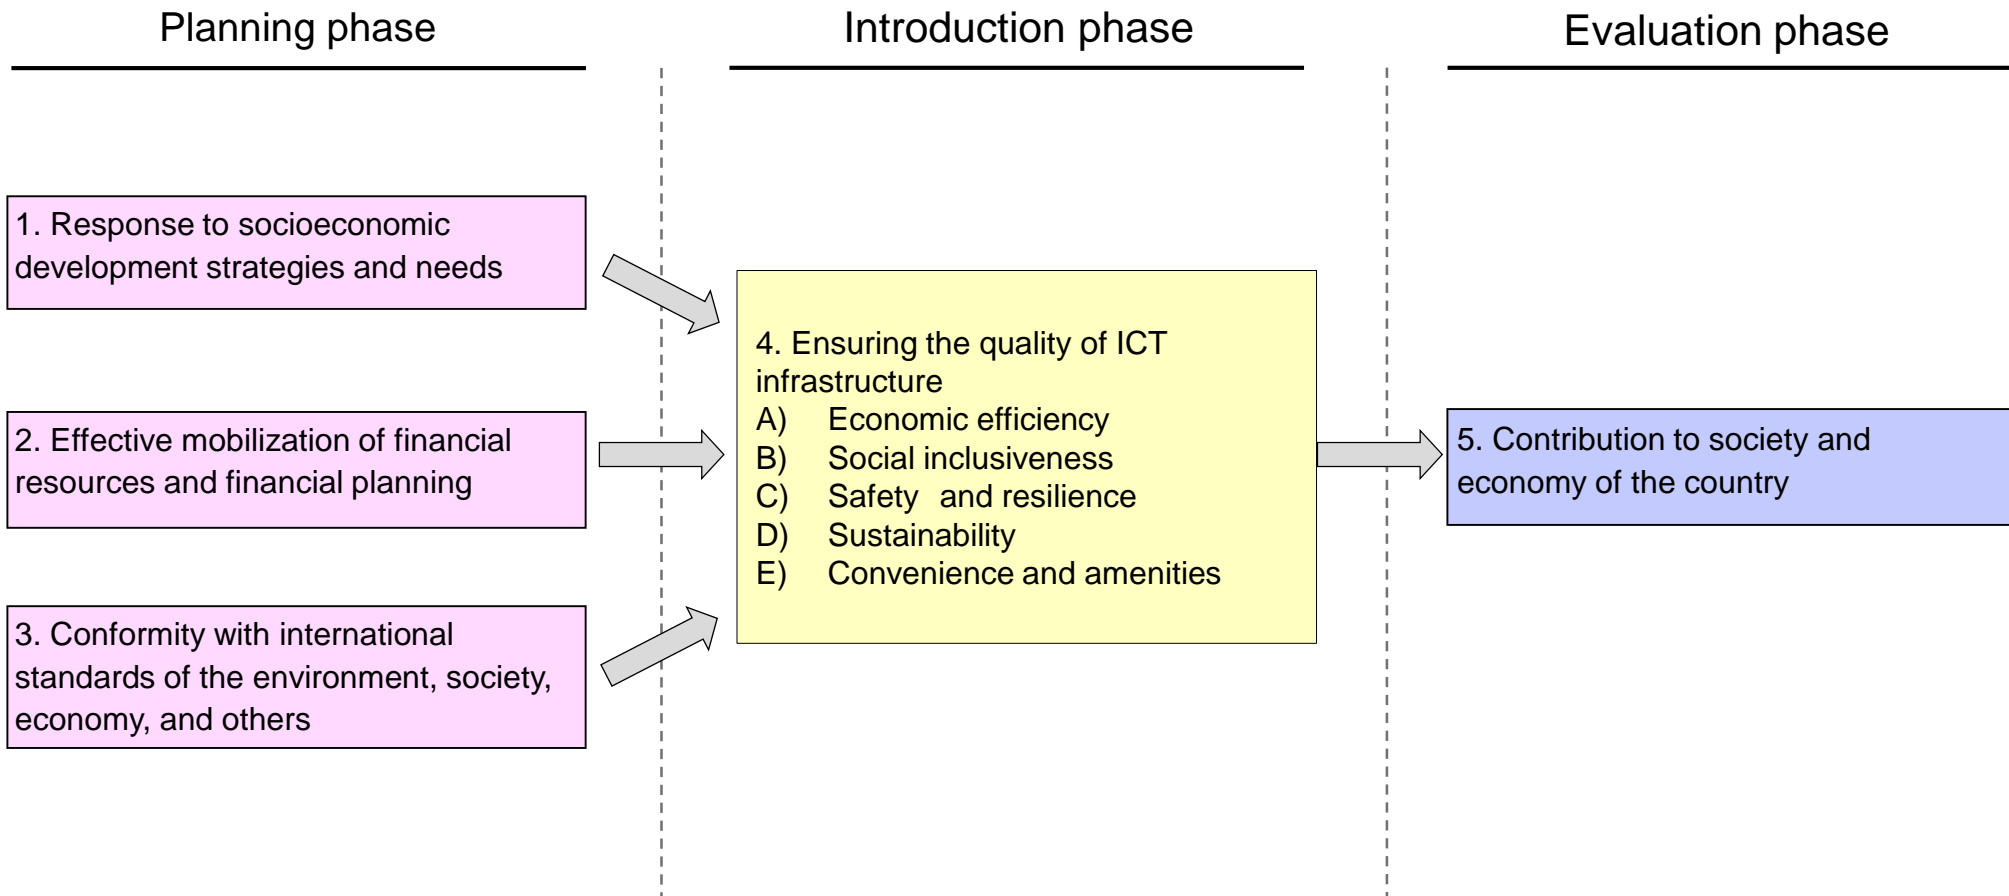 Planning phase
Introduction phase
Evaluation phase
1. Response to socioeconomic
development strategies and needs
2. Effective mobilization of financial
resources and financial planning
3. Conformity with international
standards of the environment, society,
economy, and others
4. Ensuring the quality of ICT
infrastructure
A) Economic efficiency
B) Social inclusiveness
C) Safety and resilience
D) Sustainability
E) Convenience and amenities
5. Contribution to society and
economy of the country